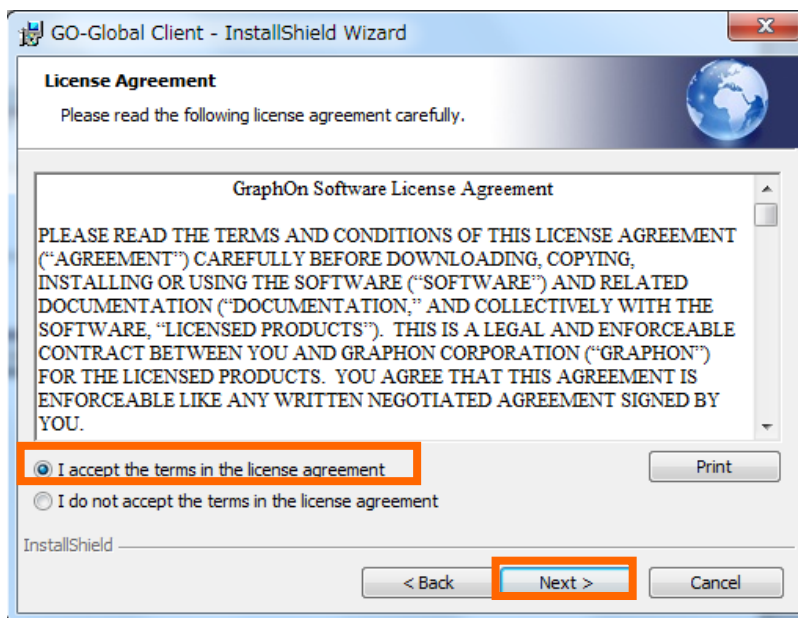 GO-Global Client - InstallShield Wizard
License Agreement
Please read the following license agreement carefully.
GraphOn Software License Agreement
PLEASE READ THE TERMS AND CONDITIONS OF THIS LICENSE AGREEMENT
(“AGREEMENT”) CAREFULLY BEFORE DOWNLOADING, COPYING,
INSTALLING OR USING THE SOFTWARE (“SOFTWARE”) AND RELATED
DOCUMENTATION (“DOCUMENTATION,” AND COLLECTIVELY WITH THE
SOFTWARE, “LICENSED PRODUCTS”).  THIS IS A LEGAL AND ENFORCEABLE
CONTRACT BETWEEN YOU AND GRAPHON CORPORATION (“GRAPHON”)
FOR THE LICENSED PRODUCTS.  YOU AGREE THAT THIS AGREEMENT IS
ENFORCEABLE LIKE ANY WRITTEN NEGOTIATED AGREEMENT SIGNED BY
YOU.
I accept the terms in the license agreement
Print
I do not accept the terms in the license agreement
InstallShield
< Back
Next >
Cancel